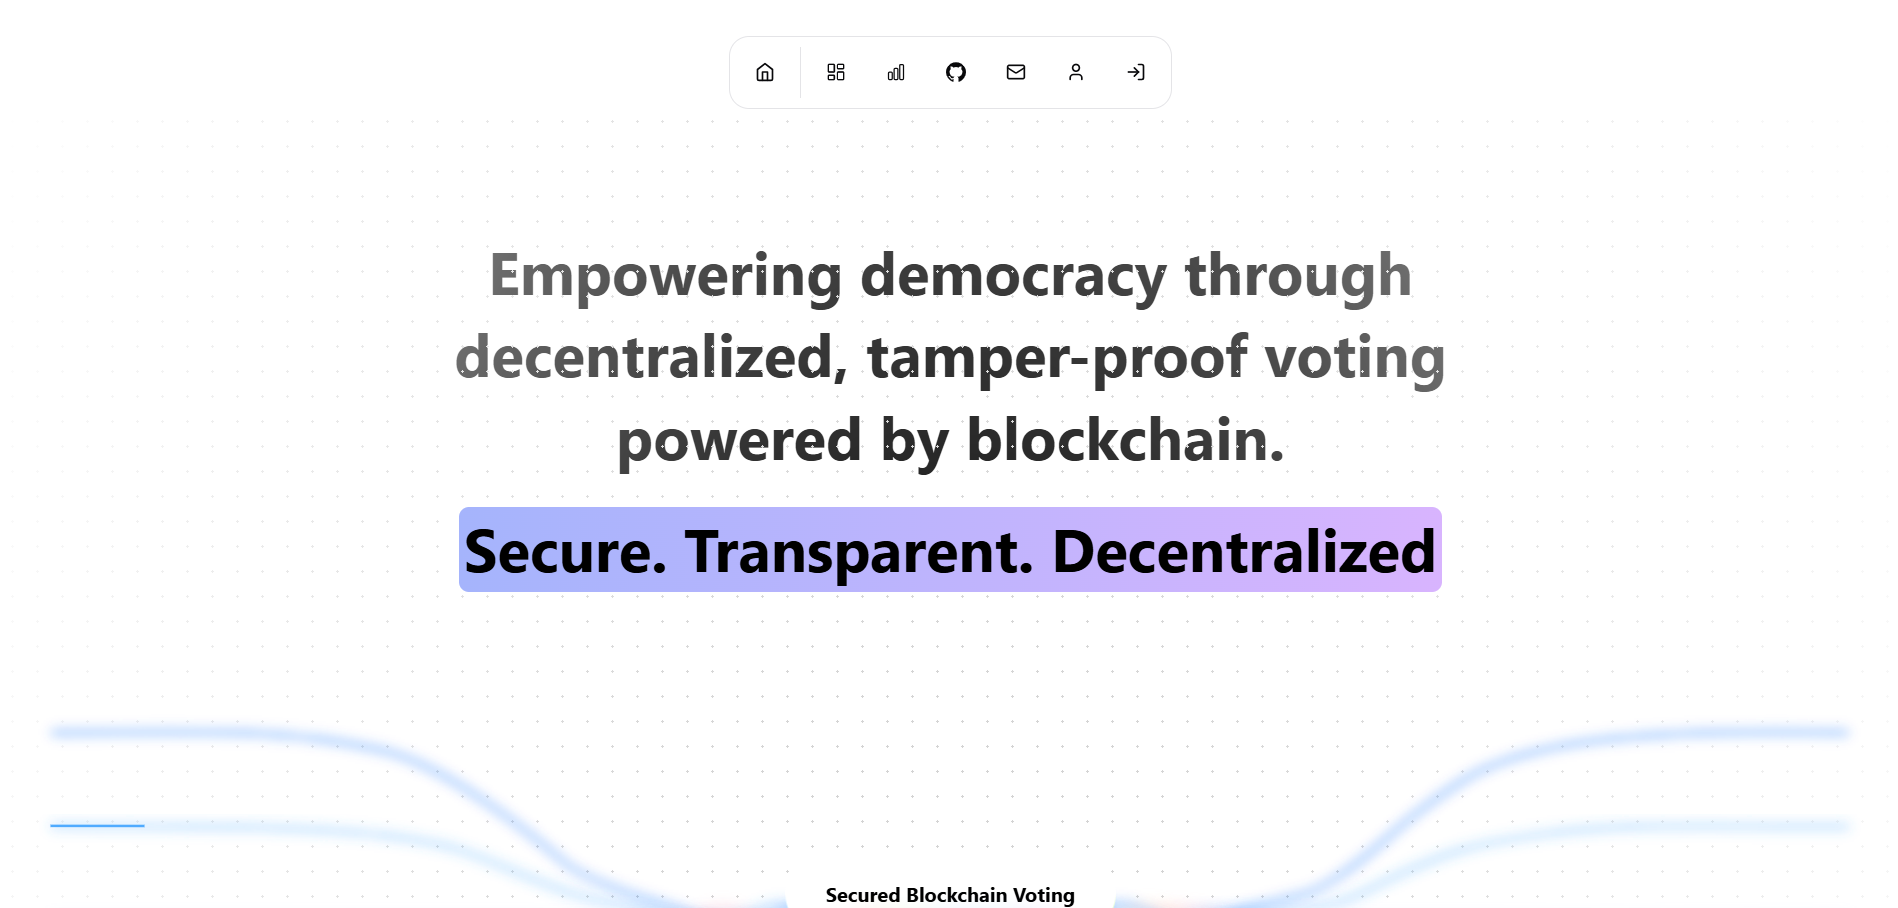 Empowering democracy through
decentralized, tamper-proof voting
powered by blockchain.
Secure. Transparent. Decentralized
Secured Blockchain Voting